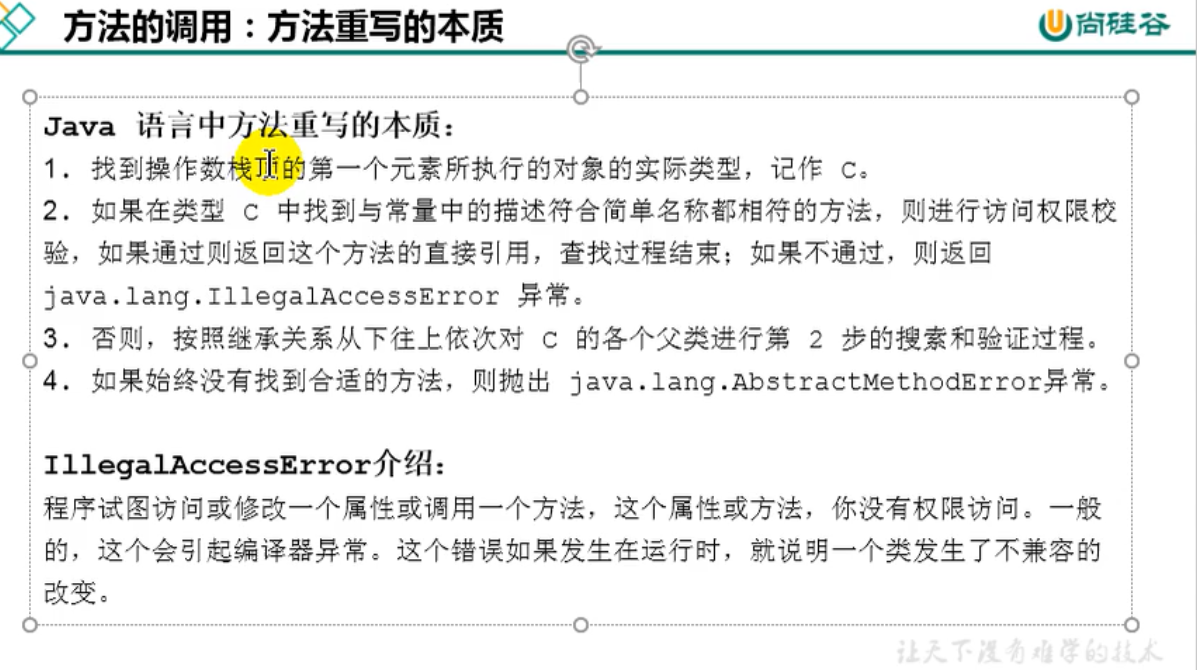 方法的调用：方法重写的本质
尚硅谷
Java 语言中方法重写的本质：
1. 找到操作数栈顶的第一个元素所执行的对象的实际类型，记作 C。
2. 如果在类型 C 中找到与常量中的描述符合简单名称都相符的方法，则进行访问权限校
验，如果通过则返回这个方法的直接引用，查找过程结束；如果不通过，则返回
java.lang.IllegalAccessError 异常。
3. 否则，按照继承关系从下往上依次对 C 的各个父类进行第 2 步的搜索和验证过程。
4. 如果始终没有找到合适的方法，则抛出 java.lang.AbstractMethodError异常。
IllegalAccessError介绍：
程序试图访问或修改一个属性或调用一个方法，这个属性或方法，你没有权限访问。一般
的，这个会引起编译器异常。这个错误如果发生在运行时，就说明一个类发生了不兼容的
改变。
让天下没有难学的技术